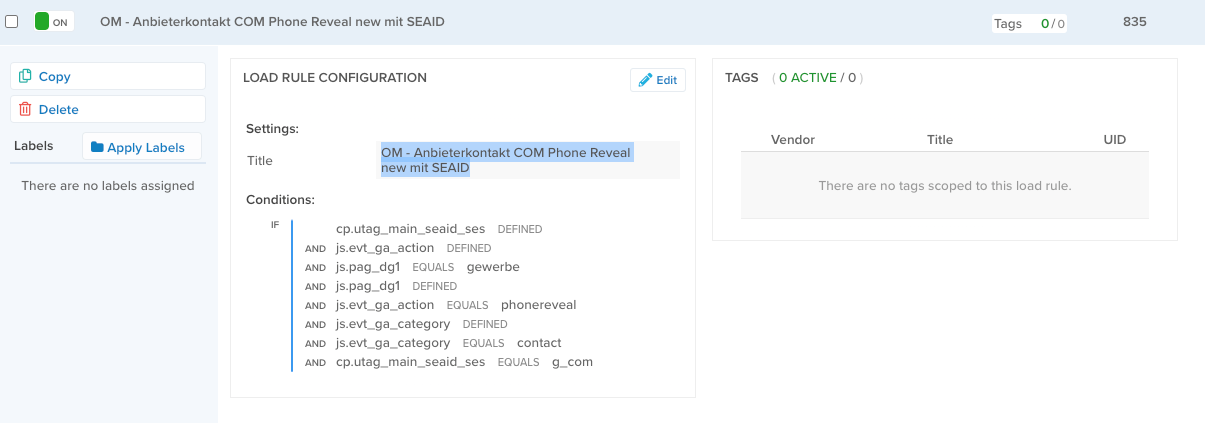 ON
OM - Anbieterkontakt COM Phone Reveal new mit SEAID
Tags 0 / 0
835
Copy
Delete
Labels
Apply Labels
There are no labels assigned
LOAD RULE CONFIGURATION
Edit
Settings:
Title
OM - Anbieterkontakt COM Phone Reveal
new mit SEAID
Conditions:
IF cp.utag_main_seaid_ses DEFINED
AND js.evt_ga_action DEFINED
AND js.pag_dg1 EQUALS gewerbe
AND js.pag_dg1 DEFINED
AND js.evt_ga_action EQUALS phonereveal
AND js.evt_ga_category DEFINED
AND js.evt_ga_category EQUALS contact
AND cp.utag_main_seaid_ses EQUALS g_com
TAGS ( 0 ACTIVE / 0 )
Vendor Title UID
There are no tags scoped to this load rule.